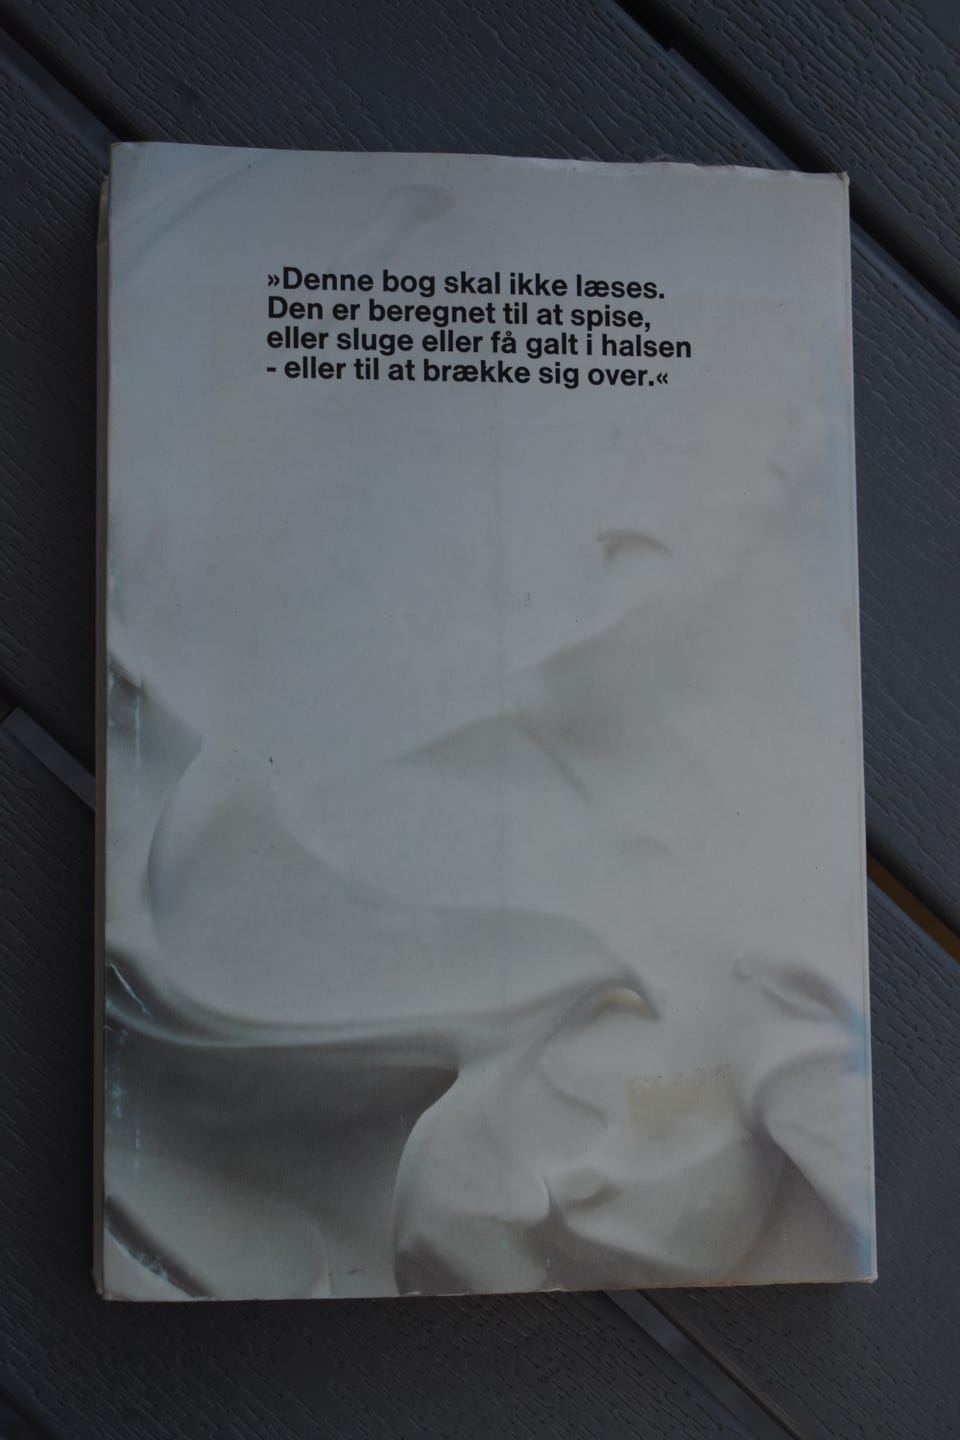 »Denne bog skal ikke læses.
Den er beregnet til at spise,
eller sluge eller få galt i halsen
- eller til at brække sig over.«